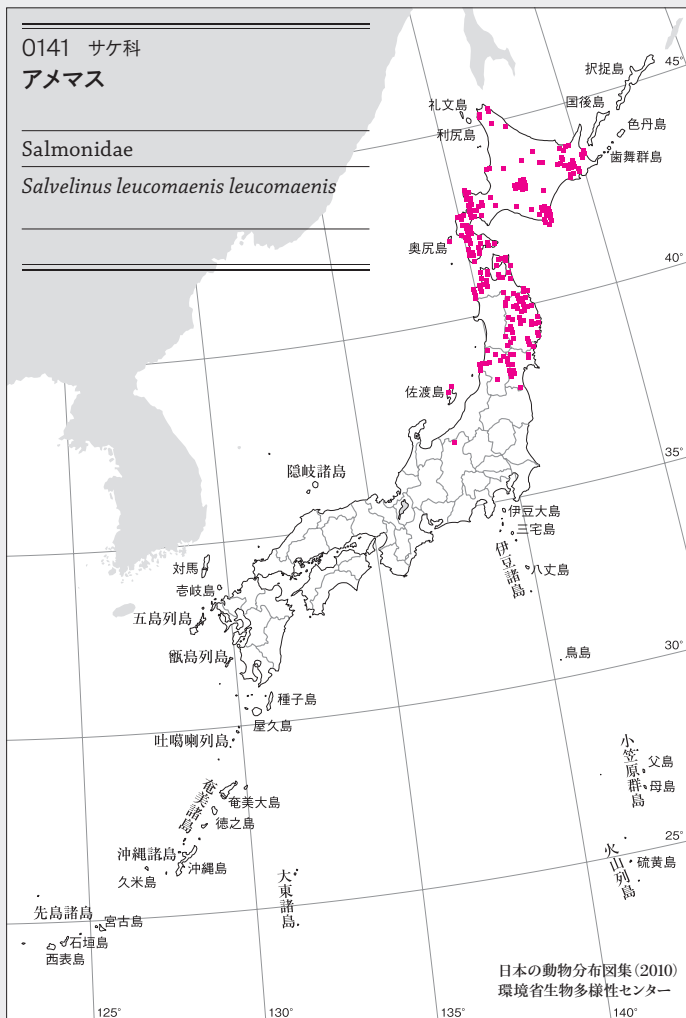 0141 サケ科
アメマス
Salmonidae
Salvelinus leucomaenis leucomaenis
択捉島
45°
礼文島
国後島
色丹島
利尻島
歯舞群島
奥尻島
40°
佐渡島
35°
隠岐諸島
伊豆大島
三宅島
対馬
伊豆諸島
八丈島
壱岐島
五島列島
甑島列島
鳥島
30°
種子島
屋久島
吐噶喇列島
小笠原群島
父島
母島
奄美諸島
奄美大島
徳之島
25°
沖縄諸島
沖縄島
火山列島
硫黄島
久米島
大東諸島
先島諸島
宮古島
石垣島
西表島
日本の動物分布図集(2010)
環境省生物多様性センター
125°
130°
135°
140°